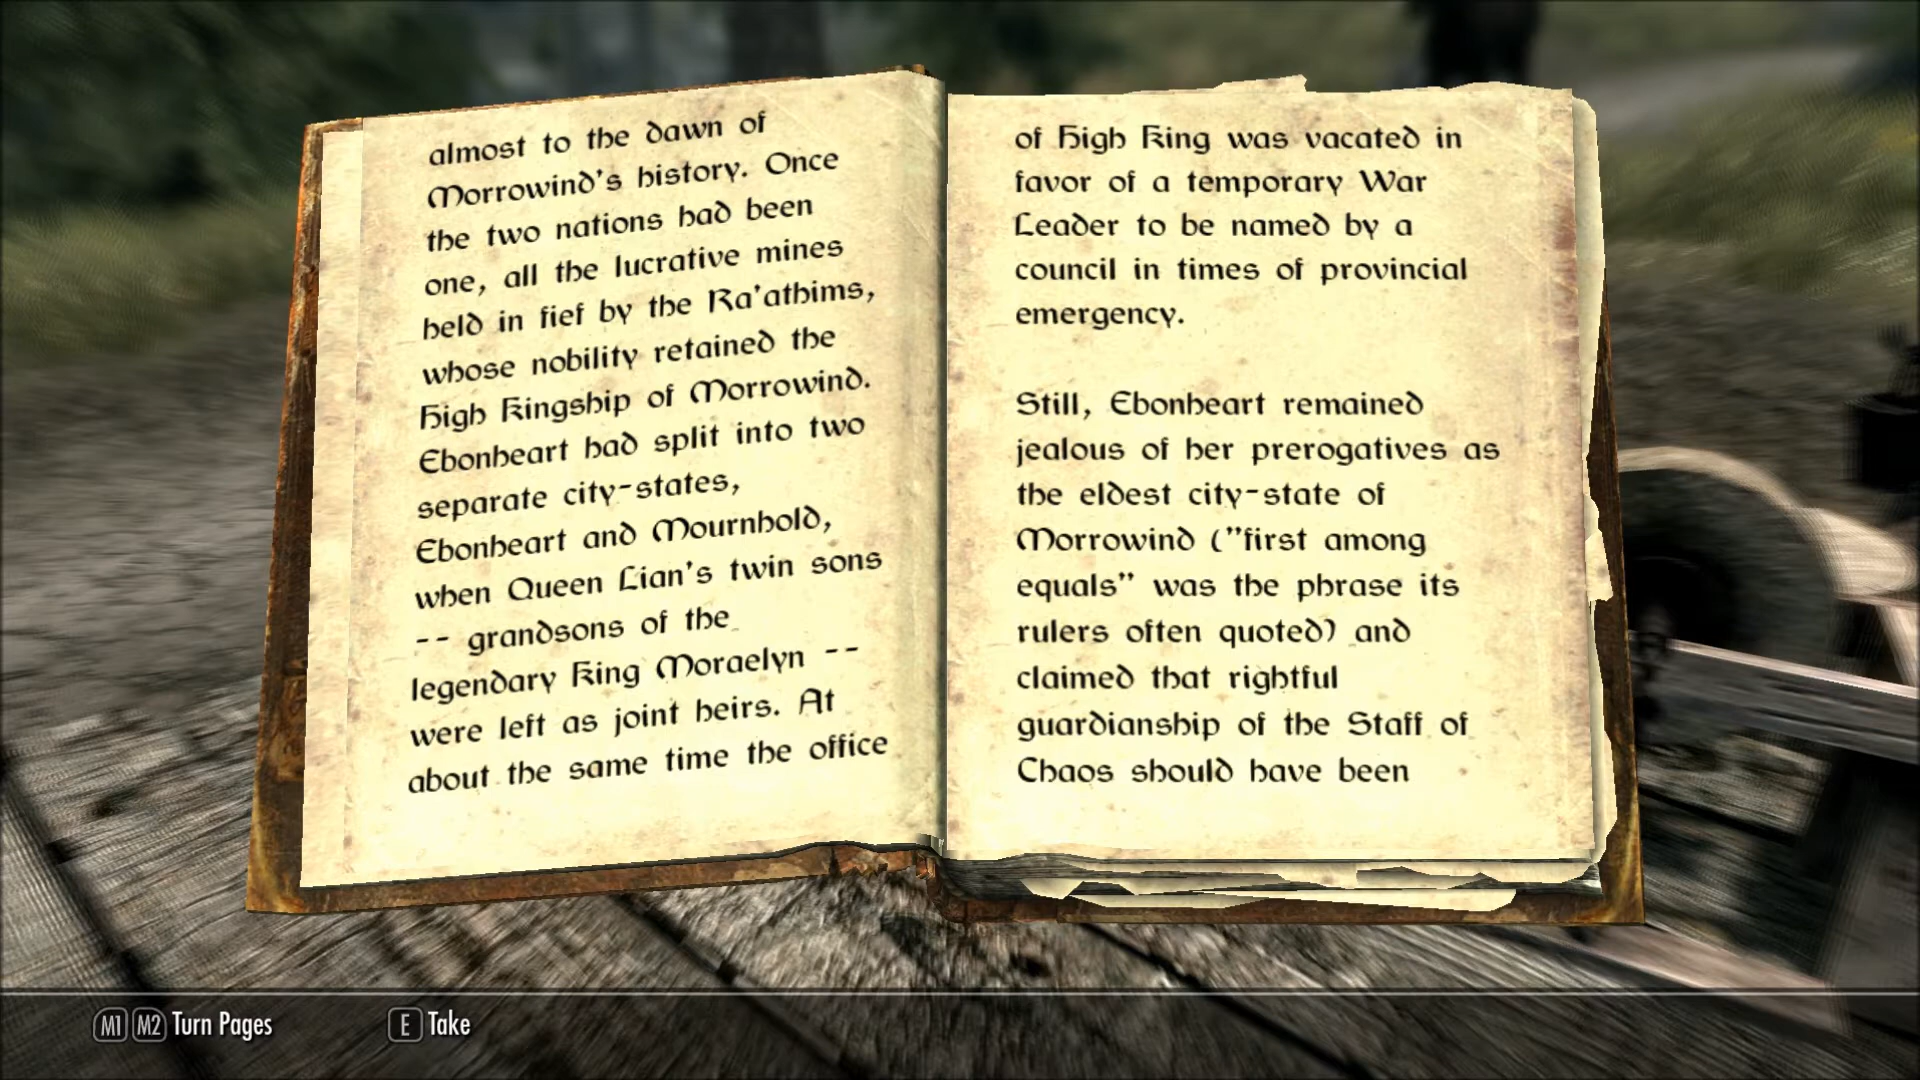 almost to the dawn of
Morrowind's history. Once
the two nations had been
one, all the lucrative mines
held in fief by the Ra'athims,
whose nobility retained the
High Kingship of Morrowind.
Ebonheart had split into two
separate city-states,
Ebonheart and Mournhold,
when Queen Lian's twin sons
-- grandsons of the
legendary King Moraelyn --
were left as joint heirs. At
about the same time the office
of High King was vacated in
favor of a temporary War
Leader to be named by a
council in times of provincial
emergency.
Still, Ebonheart remained
jealous of her prerogatives as
the eldest city-state of
Morrowind ("first among
equals" was the phrase its
rulers often quoted) and
claimed that rightful
guardianship of the Staff of
Chaos should have been
M1 M2 Turn Pages
E Take